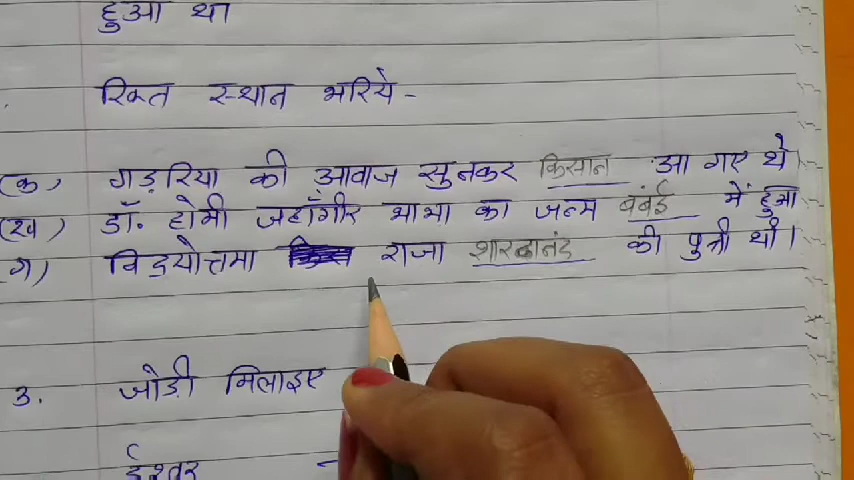 हुआ था
रिक्त स्थान भरिये -
(क) गड़रिया की आवाज सुनकर किसान आ गए थे।
(ख) डॉ. होमी जहाँगीर भाभा का जन्म बंबई में हुआ
ग) विद्योत्तमा राजा शारदानंद की पुत्री थी।
3. जोड़ी मिलाइए
ईश्वर -